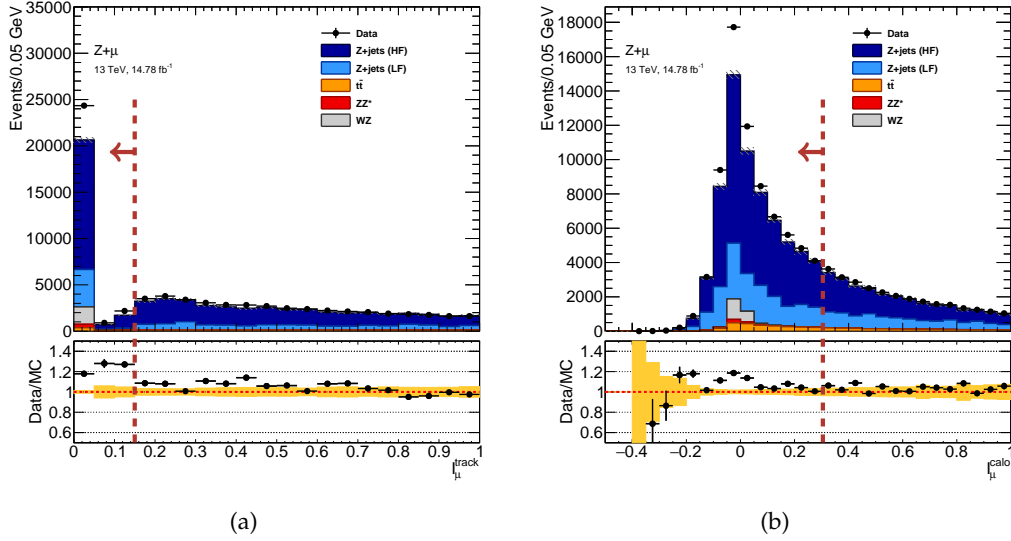 Events/0.05 GeV
35000
30000
25000
20000
15000
10000
5000
0
Z+μ
13 TeV, 14.78 fb⁻¹
Data
Z+jets (HF)
Z+jets (LF)
tt̄
ZZ*
WZ
Data/MC
1.4
1.2
1
0.8
0.6
0 0.1 0.2 0.3 0.4 0.5 0.6 0.7 0.8 0.9 1
I_μ^track
(a)
Events/0.05 GeV
18000
16000
14000
12000
10000
8000
6000
4000
2000
0
Z+μ
13 TeV, 14.78 fb⁻¹
Data
Z+jets (HF)
Z+jets (LF)
tt̄
ZZ*
WZ
Data/MC
1.4
1.2
1
0.8
0.6
−0.4 −0.2 0 0.2 0.4 0.6 0.8 1
I_μ^calo
(b)